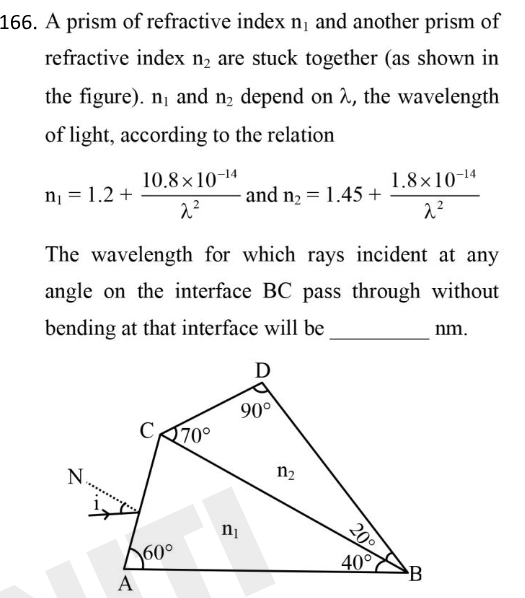 166. A prism of refractive index n₁ and another prism of
refractive index n₂ are stuck together (as shown in
the figure). n₁ and n₂ depend on λ, the wavelength
of light, according to the relation
n₁ = 1.2 + 10.8×10⁻¹⁴/λ² and n₂ = 1.45 + 1.8×10⁻¹⁴/λ²
The wavelength for which rays incident at any
angle on the interface BC pass through without
bending at that interface will be ________ nm.
D
90°
C 70°
N
n₂
i
n₁
20°
60°
40°
A
B
NITI